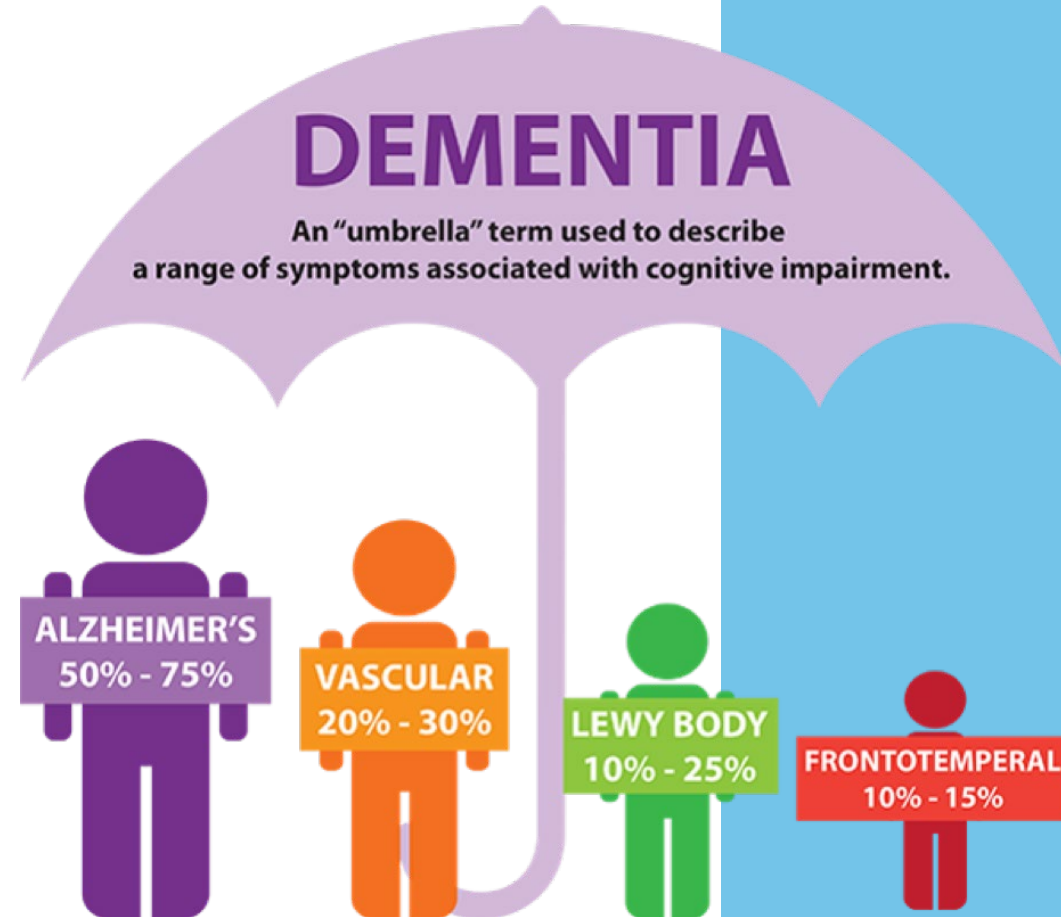 DEMENTIA
An “umbrella” term used to describe
a range of symptoms associated with cognitive impairment.
ALZHEIMER’S
50% - 75%
VASCULAR
20% - 30%
LEWY BODY
10% - 25%
FRONTOTEMPERAL
10% - 15%